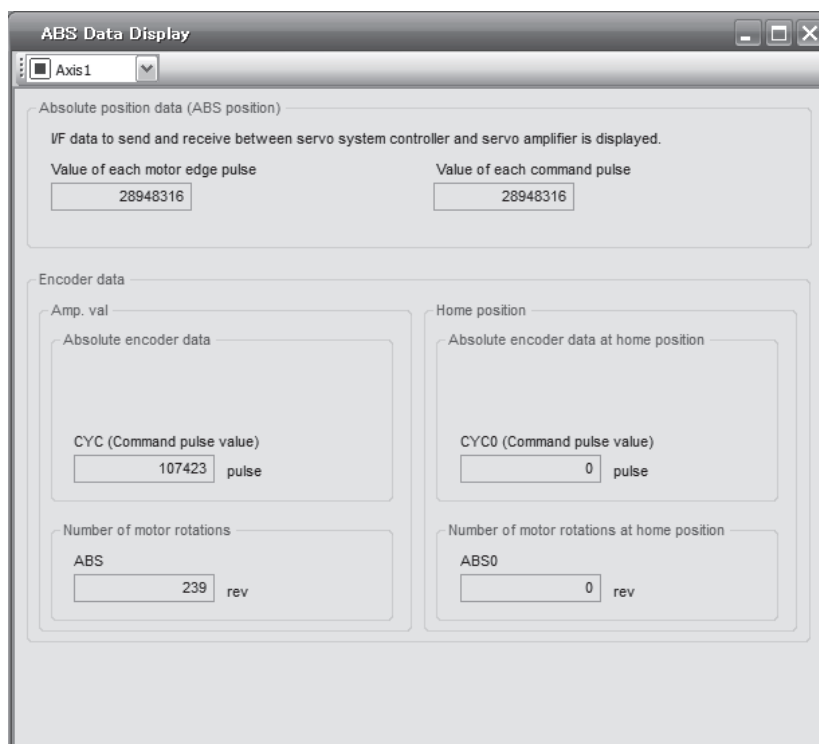 ABS Data Display
Axis1
Absolute position data (ABS position)
I/F data to send and receive between servo system controller and servo amplifier is displayed.
Value of each motor edge pulse
Value of each command pulse
28948316
28948316
Encoder data
Amp. val
Home position
Absolute encoder data
Absolute encoder data at home position
CYC (Command pulse value)
CYC0 (Command pulse value)
107423 pulse
0 pulse
Number of motor rotations
Number of motor rotations at home position
ABS
ABS0
239 rev
0 rev